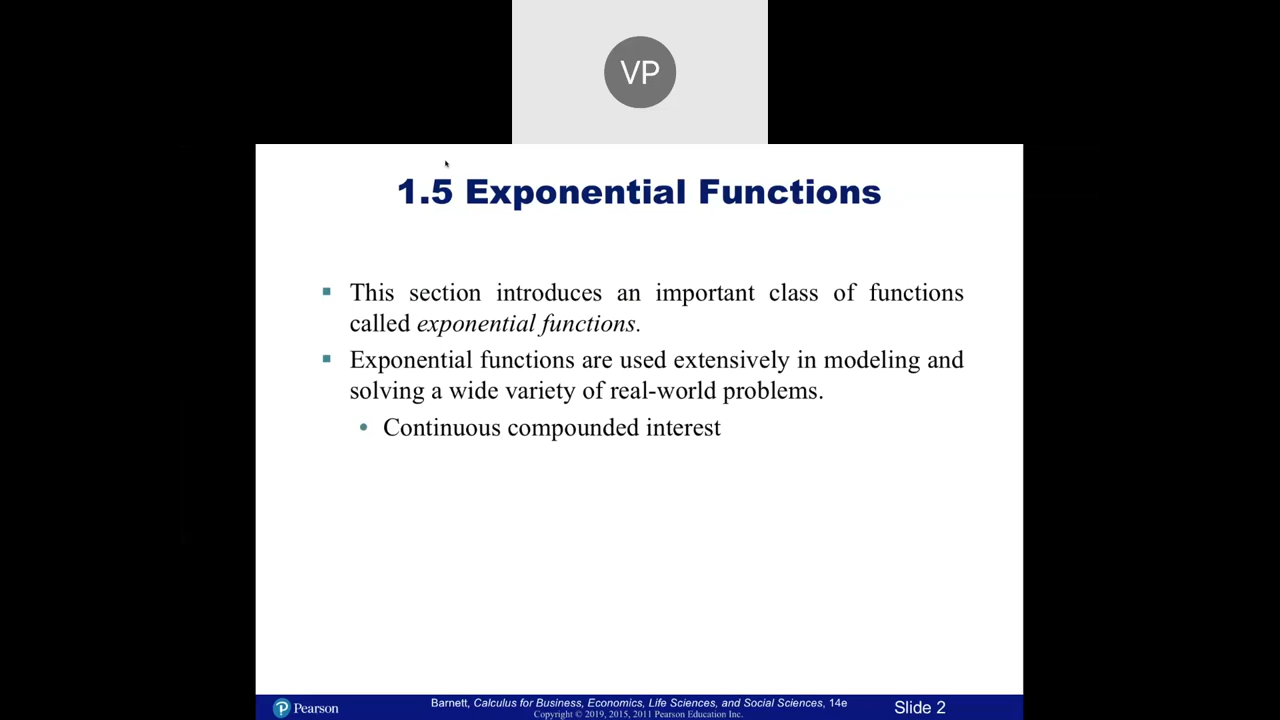 VP
1.5 Exponential Functions
This section introduces an important class of functions
called exponential functions.
Exponential functions are used extensively in modeling and
solving a wide variety of real-world problems.
Continuous compounded interest
Pearson
Barnett, Calculus for Business, Economics, Life Sciences, and Social Sciences, 14e
Copyright © 2019, 2015, 2011 Pearson Education Inc.
Slide 2